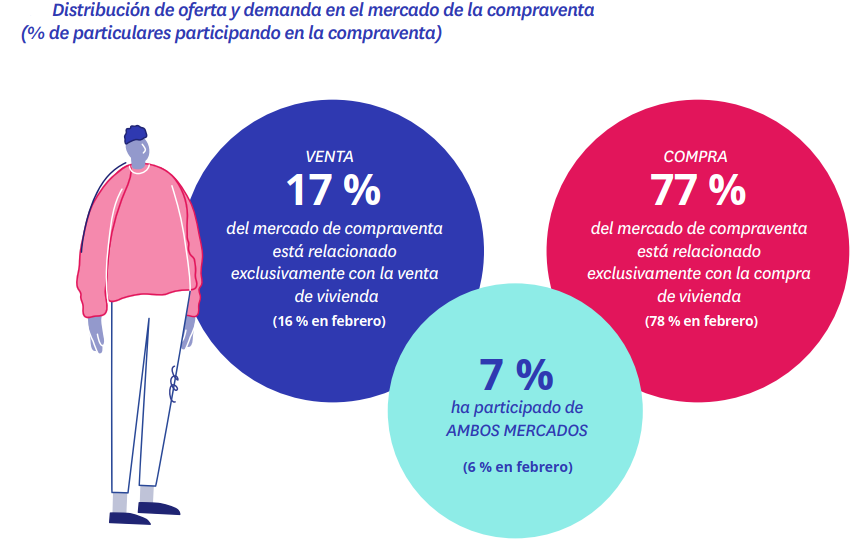 Distribución de oferta y demanda en el mercado de la compraventa
(% de particulares participando en la compraventa)
VENTA
17 %
del mercado de compraventa
está relacionado
exclusivamente con la venta
de vivienda
(16 % en febrero)
COMPRA
77 %
del mercado de compraventa
está relacionado
exclusivamente con la compra
de vivienda
(78 % en febrero)
7 %
ha participado de
AMBOS MERCADOS
(6 % en febrero)